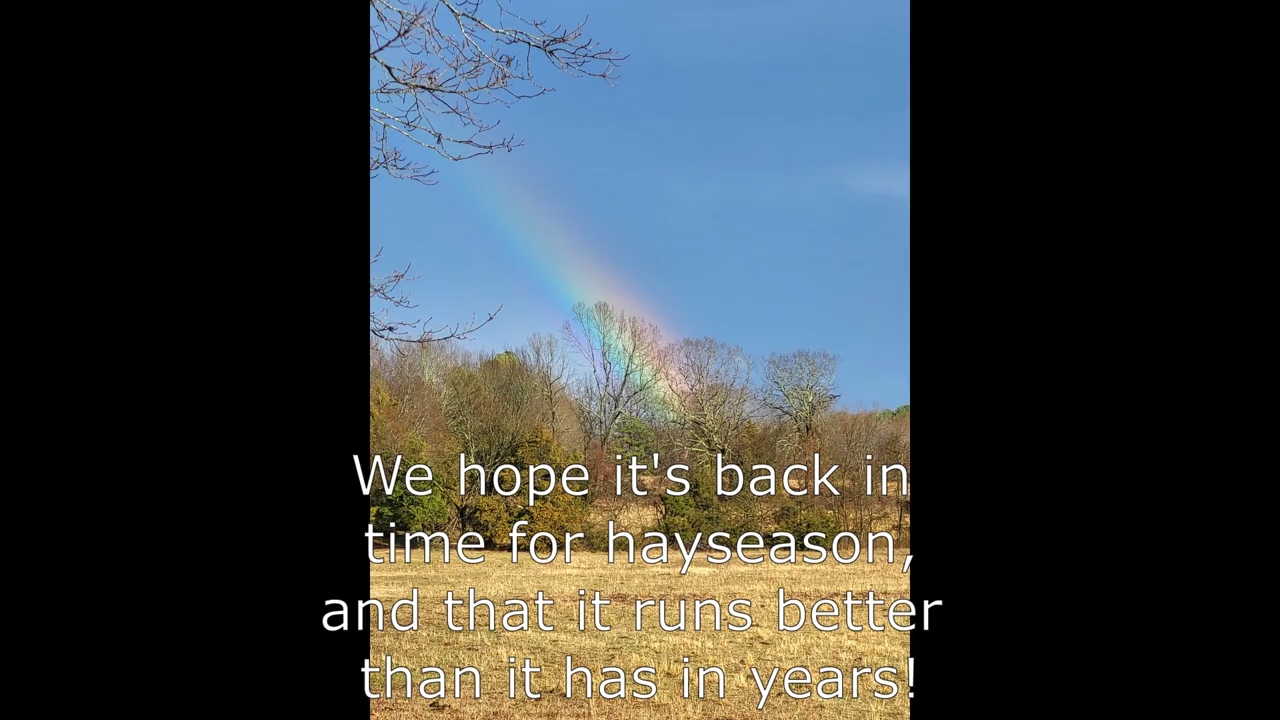 We hope it's back in
time for hayseason,
and that it runs better
than it has in years!